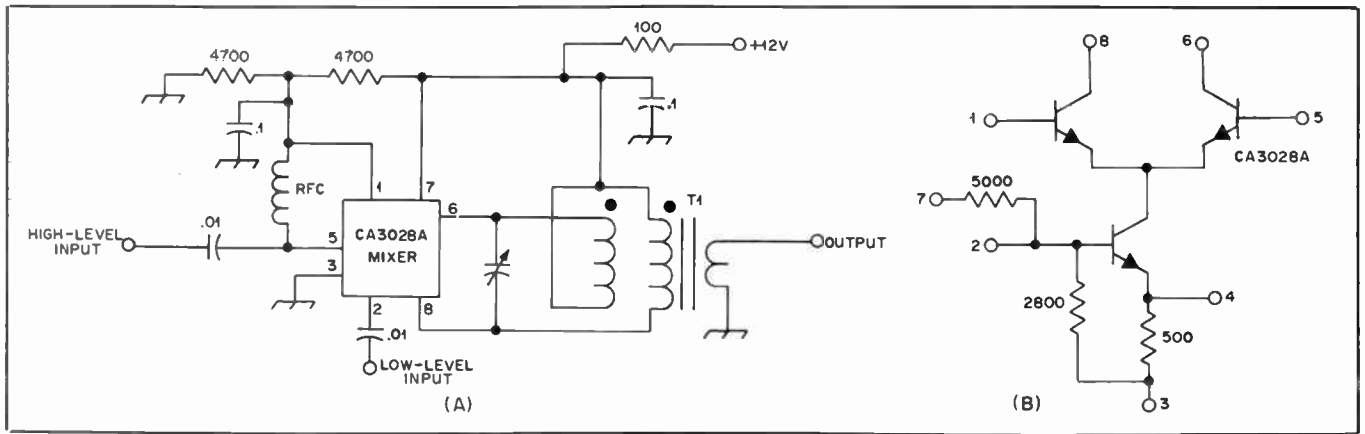 100
+12V
4700
4700
.1
.1
RFC
1
7
6
T1
HIGH-LEVEL
INPUT
.01
5
CA3028A
MIXER
3
2
8
OUTPUT
.01
LOW-LEVEL
INPUT
(A)
8
6
1
5
CA3028A
7
5000
2
4
2800
500
3
(B)